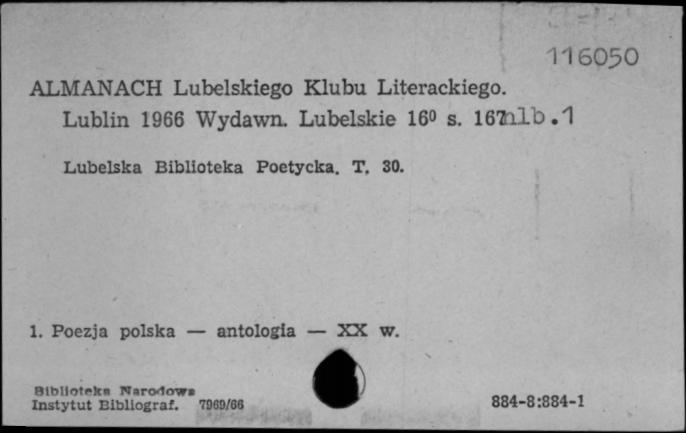 116050
ALMANACH Lubelskiego Klubu Literackiego.
Lublin 1966 Wydawn. Lubelskie 16⁰ s. 167nlb.1
Lubelska Biblioteka Poetycka. T. 30.
1. Poezja polska — antologia — XX w.
Biblioteka Narodowa
Instytut Bibliograf. 7969/66
884-8:884-1